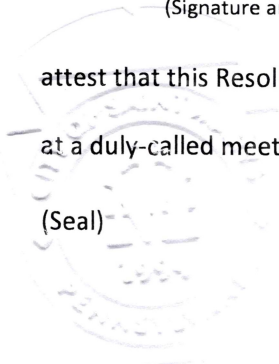 (Signature a
attest that this Resol
at a duly-called meet
(Seal)